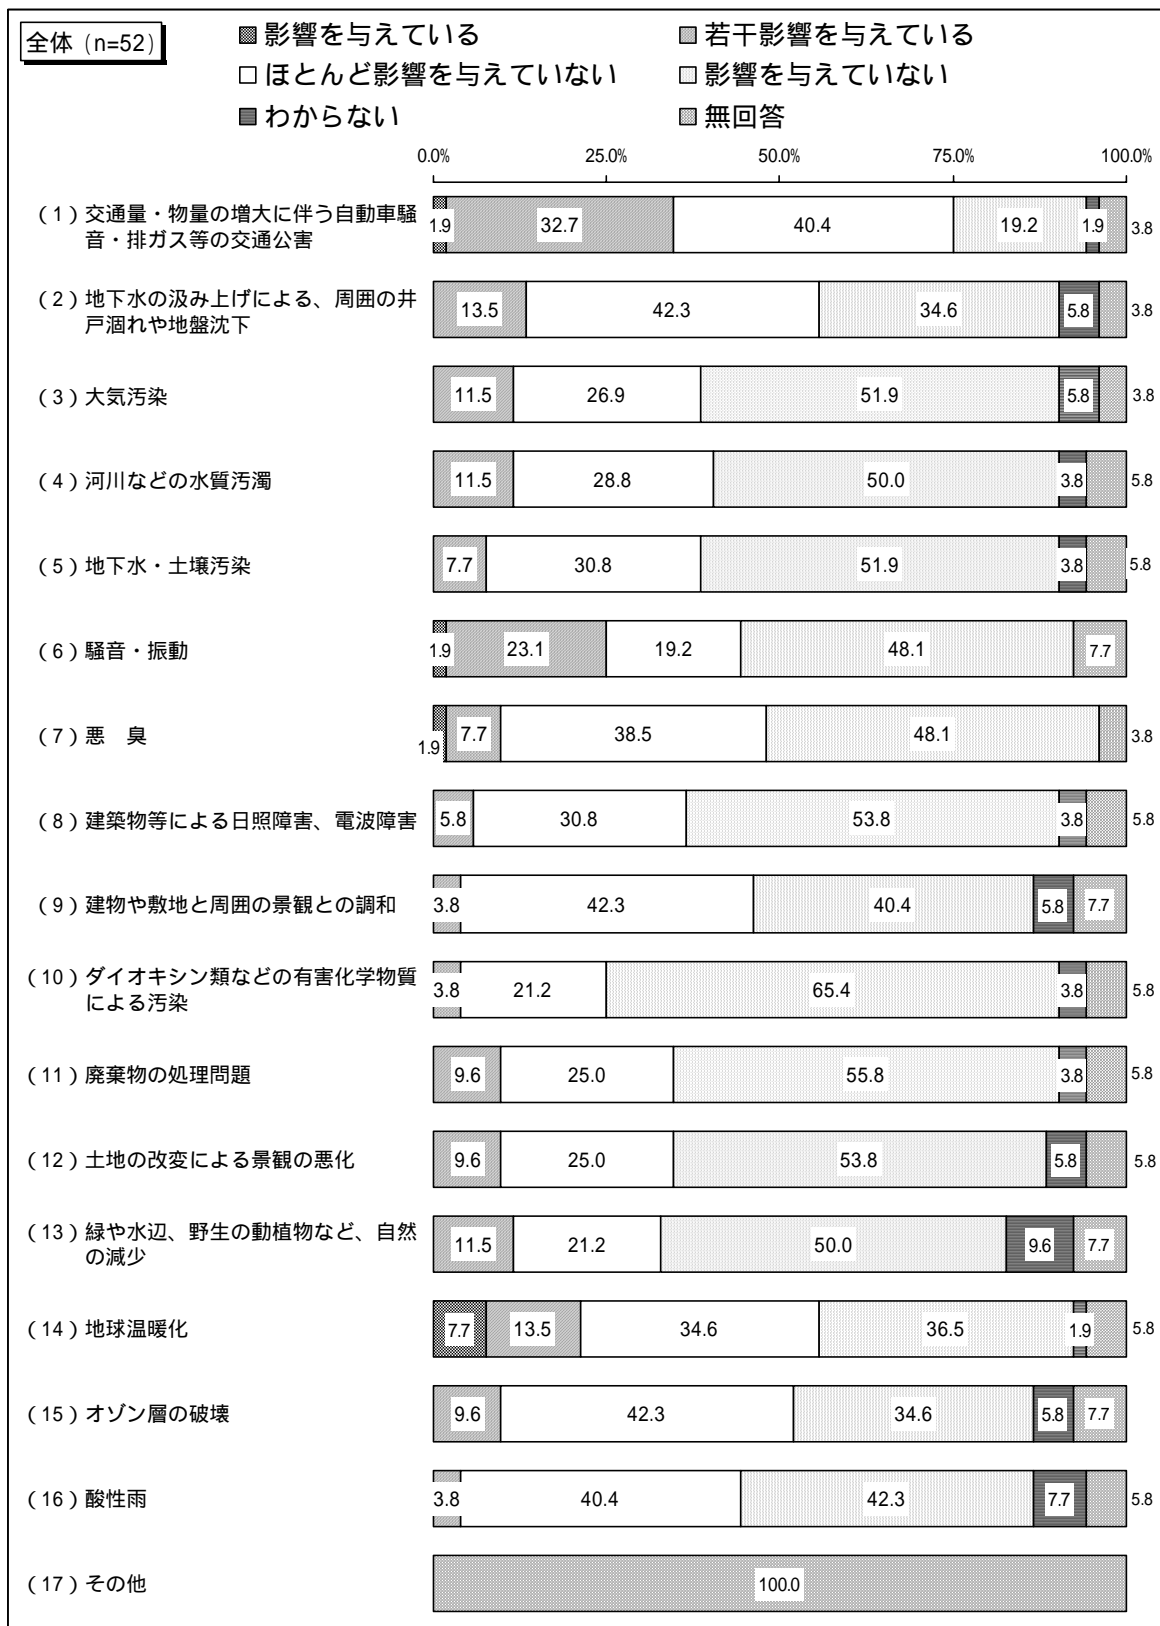 全体 (n=52)
影響を与えている
若干影響を与えている
ほとんど影響を与えていない
影響を与えていない
わからない
無回答
0.0% 25.0% 50.0% 75.0% 100.0%
(1)交通量・物量の増大に伴う自動車騒
音・排ガス等の交通公害
1.9 32.7 40.4 19.2 1.9 3.8
(2)地下水の汲み上げによる、周囲の井
戸涸れや地盤沈下
13.5 42.3 34.6 5.8 3.8
(3)大気汚染
11.5 26.9 51.9 5.8 3.8
(4)河川などの水質汚濁
11.5 28.8 50.0 3.8 5.8
(5)地下水・土壌汚染
7.7 30.8 51.9 3.8 5.8
(6)騒音・振動
1.9 23.1 19.2 48.1 7.7
(7)悪 臭
1.9 7.7 38.5 48.1 3.8
(8)建築物等による日照障害、電波障害
5.8 30.8 53.8 3.8 5.8
(9)建物や敷地と周囲の景観との調和
3.8 42.3 40.4 5.8 7.7
(10)ダイオキシン類などの有害化学物質
による汚染
3.8 21.2 65.4 3.8 5.8
(11)廃棄物の処理問題
9.6 25.0 55.8 3.8 5.8
(12)土地の改変による景観の悪化
9.6 25.0 53.8 5.8 5.8
(13)緑や水辺、野生の動植物など、自然
の減少
11.5 21.2 50.0 9.6 7.7
(14)地球温暖化
7.7 13.5 34.6 36.5 1.9 5.8
(15)オゾン層の破壊
9.6 42.3 34.6 5.8 7.7
(16)酸性雨
3.8 40.4 42.3 7.7 5.8
(17)その他
100.0